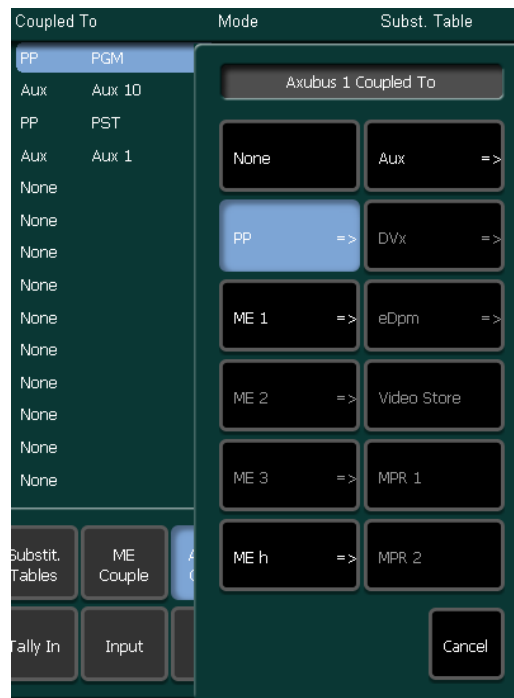 Coupled To Mode Subst. Table
PP PGM
Aux Aux 10
PP PST
Aux Aux 1
None
None
None
None
None
None
None
None
None
None
Axubus 1 Coupled To
None Aux =>
PP => DVx =>
ME 1 => eDpm =>
ME 2 => Video Store
ME 3 => MPR 1
ME h => MPR 2
Cancel
Substit.
Tables
ME
Couple
Tally In
Input